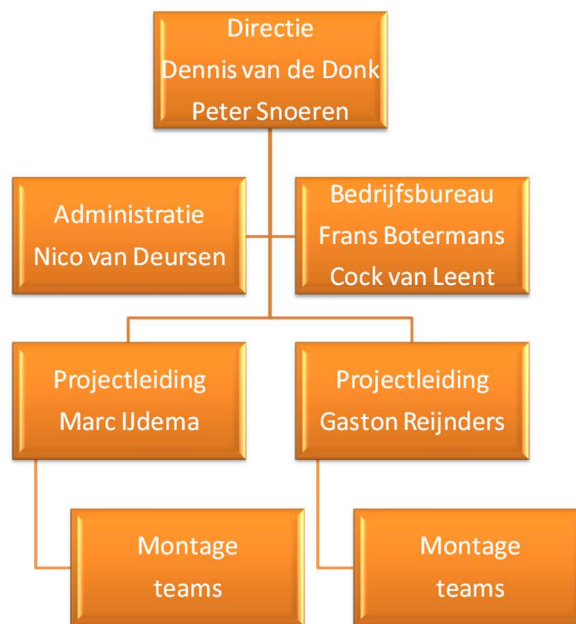 Directie
Dennis van de Donk
Peter Snoeren
Administratie
Nico van Deursen
Bedrijfsbureau
Frans Botermans
Cock van Leent
Projectleiding
Marc IJdema
Projectleiding
Gaston Reijnders
Montage
teams
Montage
teams